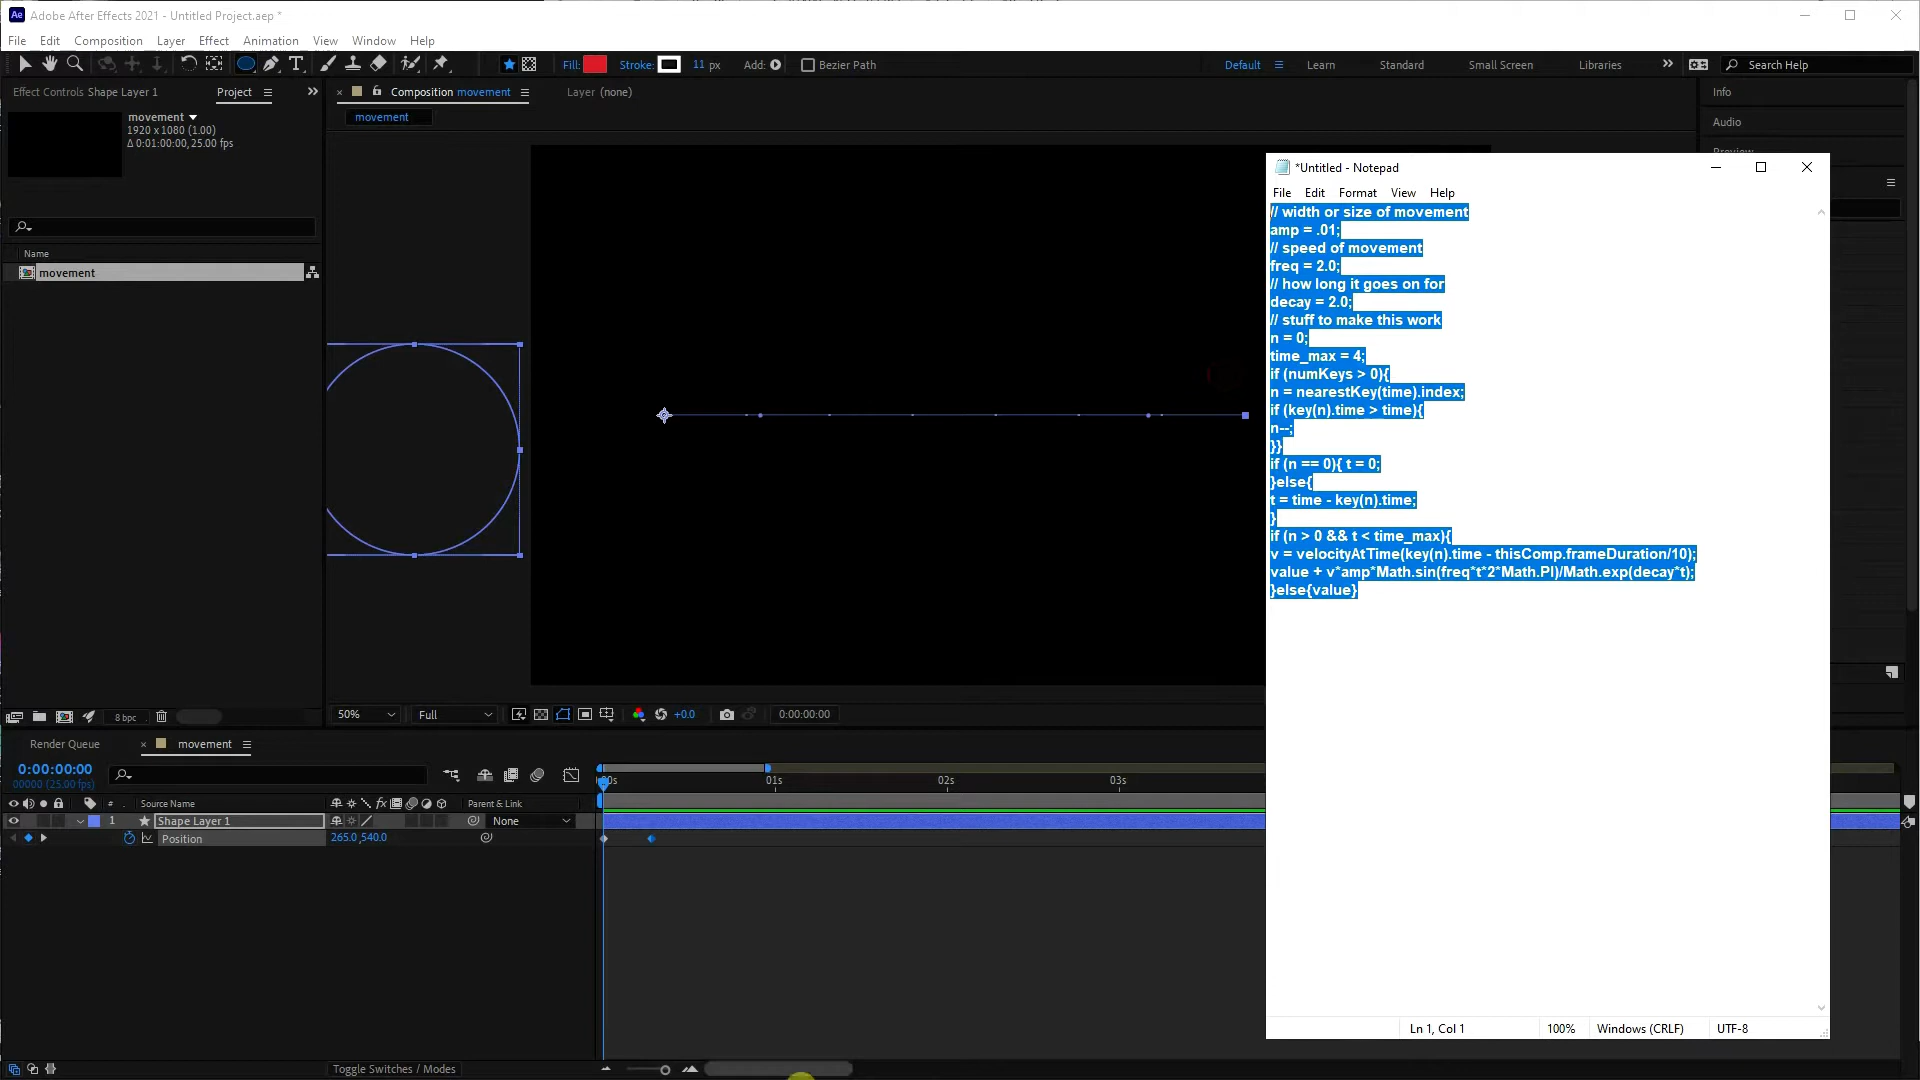 Ae Adobe After Effects 2021 - Untitled Project.aep *
File Edit Composition Layer Effect Animation View Window Help
Fill: Stroke: 11 px Add: Bezier Path Default Learn Standard Small Screen Libraries Search Help
Effect Controls Shape Layer 1 Project
Composition movement Layer (none)
Info
movement
1920 x 1080 (1.00)
Δ 0:01:00:00, 25.00 fps
movement
Audio
Preview
Name
movement
*Untitled - Notepad
File Edit Format View Help
// width or size of movement
amp = .01;
// speed of movement
freq = 2.0;
// how long it goes on for
decay = 2.0;
// stuff to make this work
n = 0;
time_max = 4;
if (numKeys > 0){
n = nearestKey(time).index;
if (key(n).time > time){
n--;
}}
if (n == 0){ t = 0;
}else{
t = time - key(n).time;
}
if (n > 0 && t < time_max){
v = velocityAtTime(key(n).time - thisComp.frameDuration/10);
value + v*amp*Math.sin(freq*t*2*Math.PI)/Math.exp(decay*t);
}else{value}
Ln 1, Col 1 100% Windows (CRLF) UTF-8
8 bpc
50% Full +0.0 0:00:00:00
Render Queue movement
0:00:00:00
00000 (25.00 fps)
:00s 01s 02s 03s
# Source Name fx Parent & Link
1 Shape Layer 1 None
Position 265.0,540.0
Toggle Switches / Modes